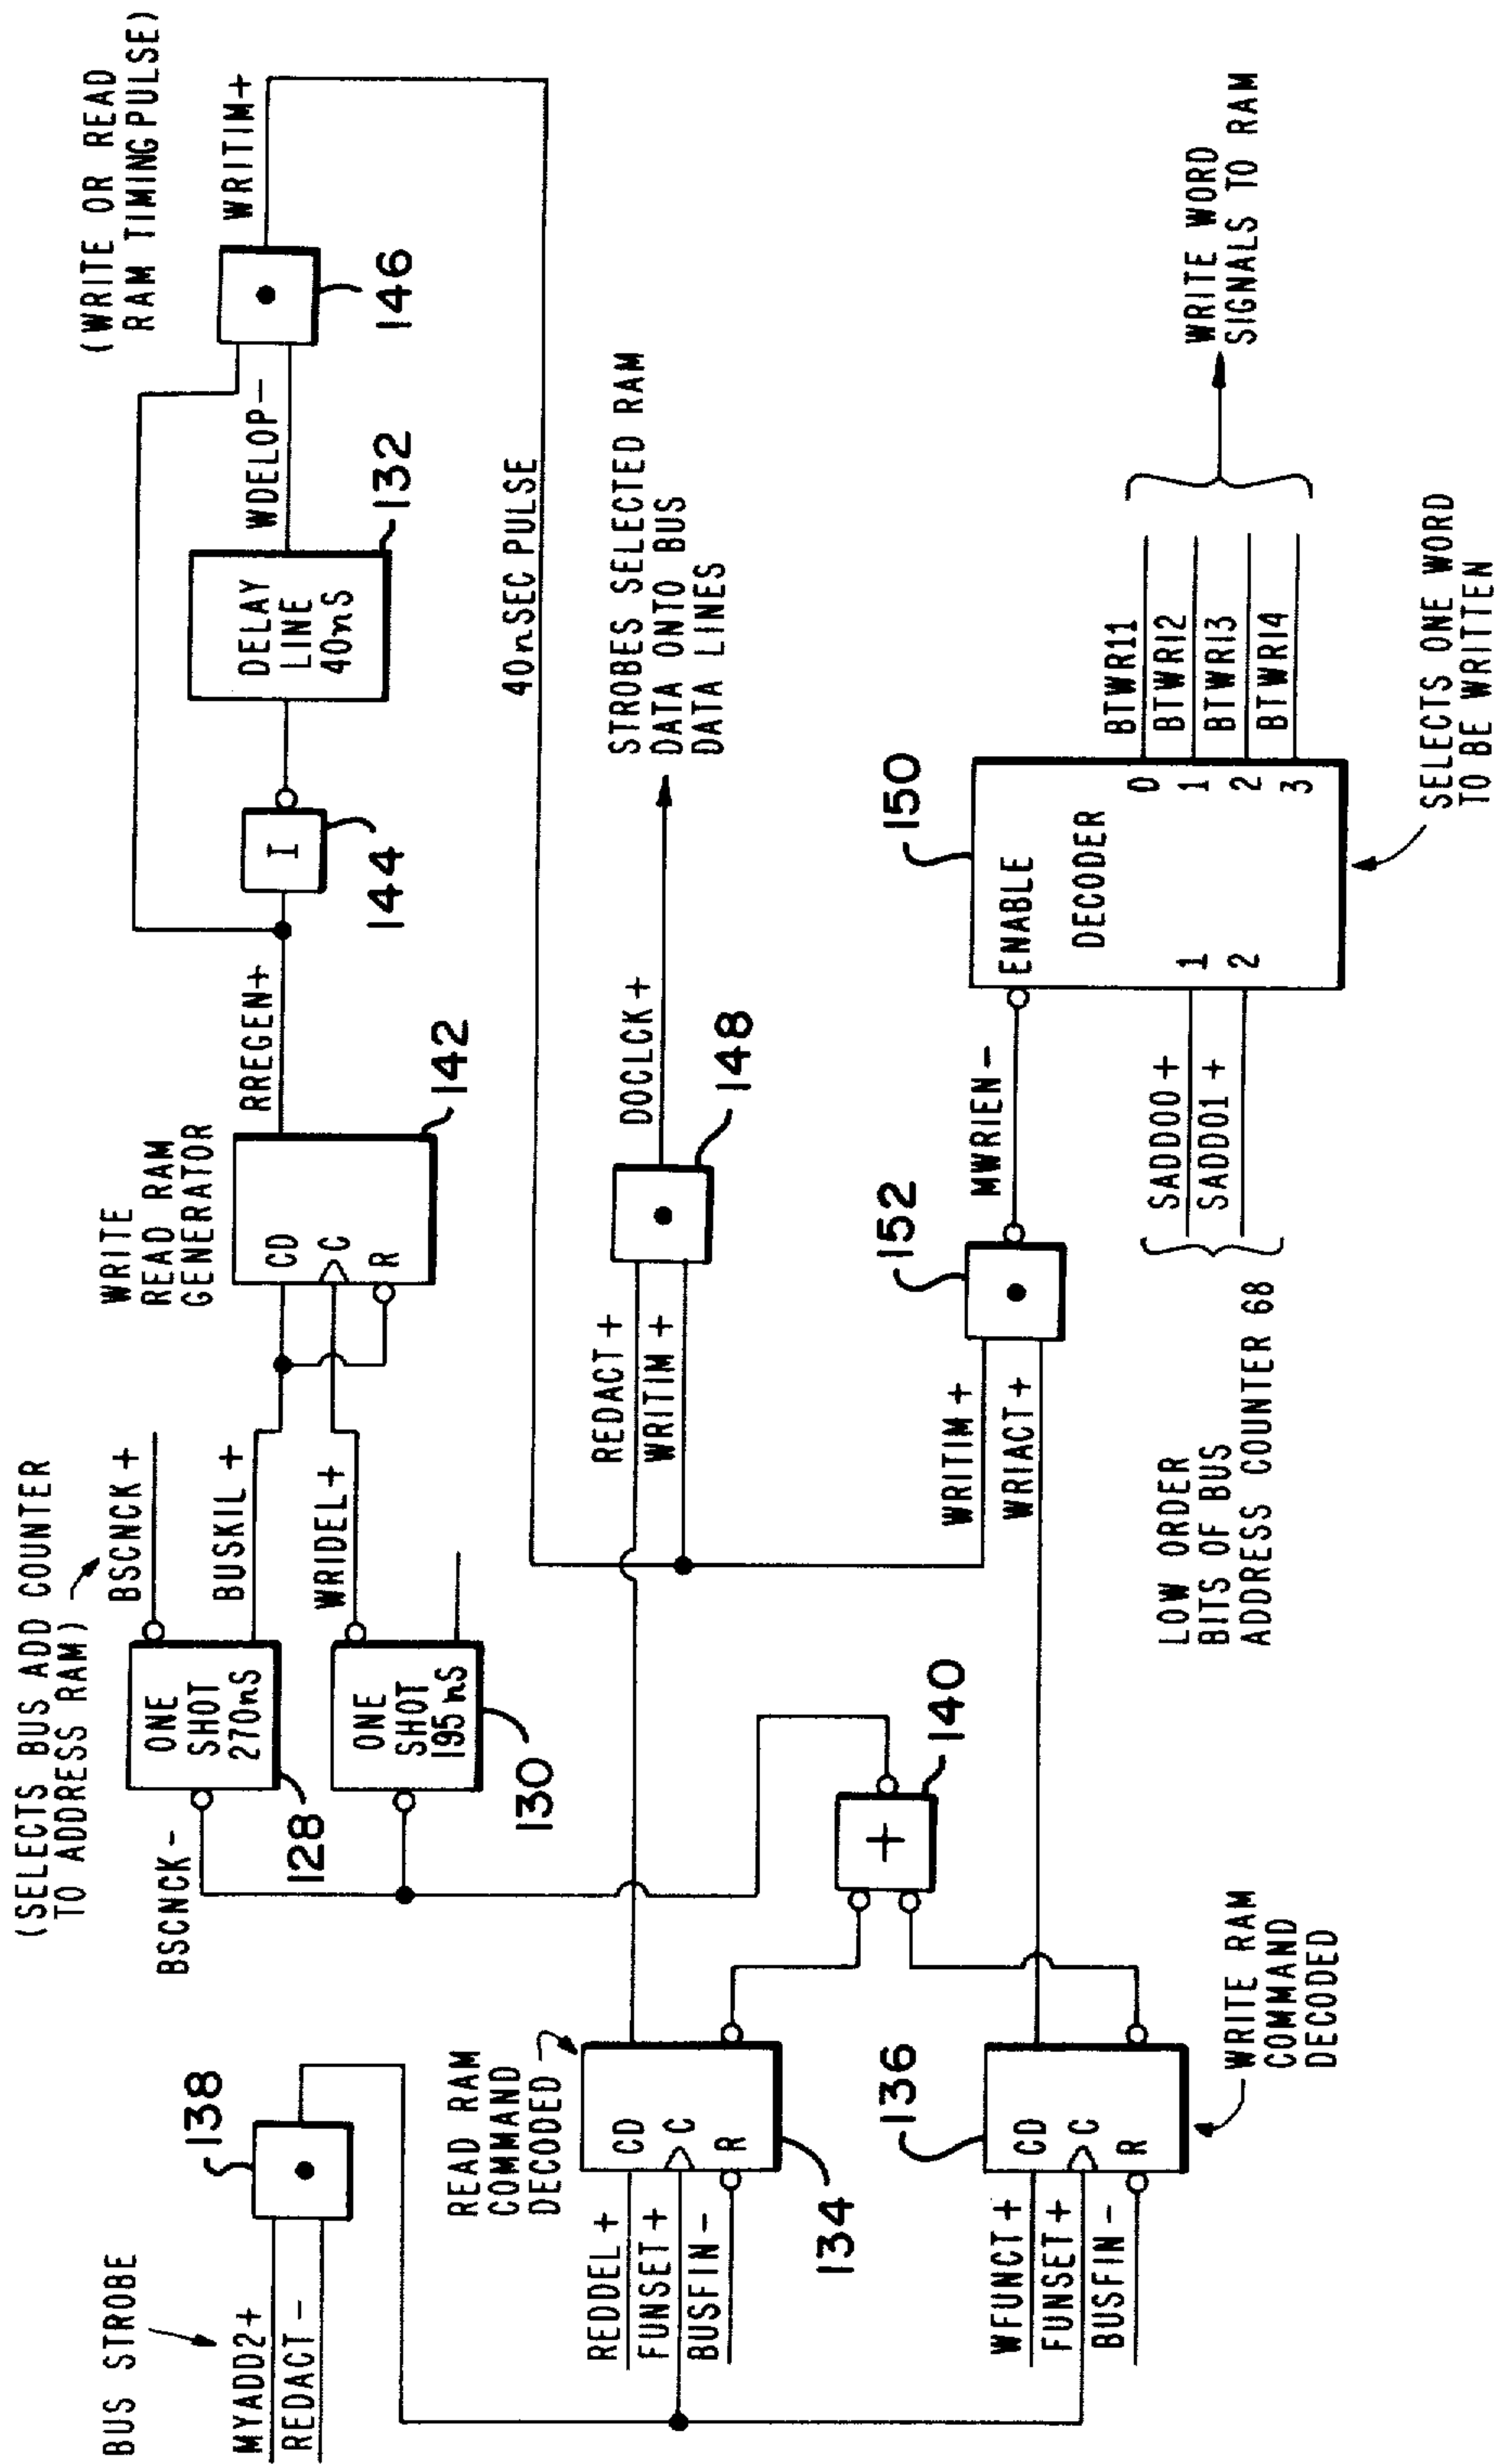 BUS STROBE
MYADD2+
REDACT-
138
(SELECTS BUS ADD COUNTER
TO ADDRESS RAM)
BSCNCK-
BSCNCK+
ONE
SHOT
270nS
128
BUSKIL+
WRIDEL+
ONE
SHOT
195nS
130
WRITE
READ RAM
GENERATOR
CD
C
R
142
RREGEN+
I
144
DELAY
LINE
40nS
132
WDELOP-
146
(WRITE OR READ
RAM TIMING PULSE)
WRITIM+
40nSEC PULSE
READ RAM
COMMAND
DECODED
REDDEL+
FUNSET+
BUSFIN-
CD
C
R
134
REDACT+
WRITIM+
148
DOCLCK+
STROBES SELECTED RAM
DATA ONTO BUS
DATA LINES
140
136
WFUNCT+
FUNSET+
BUSFIN-
CD
C
R
WRITE RAM
COMMAND
DECODED
WRITIM+
WRIACT+
152
MWRIEN-
150
ENABLE
DECODER
1
2
0
1
2
3
SADD00+
SADD01+
LOW ORDER
BITS OF BUS
ADDRESS COUNTER 68
BTWR11
BTWR12
BTWR13
BTWR14
WRITE WORD
SIGNALS TO RAM
SELECTS ONE WORD
TO BE WRITTEN